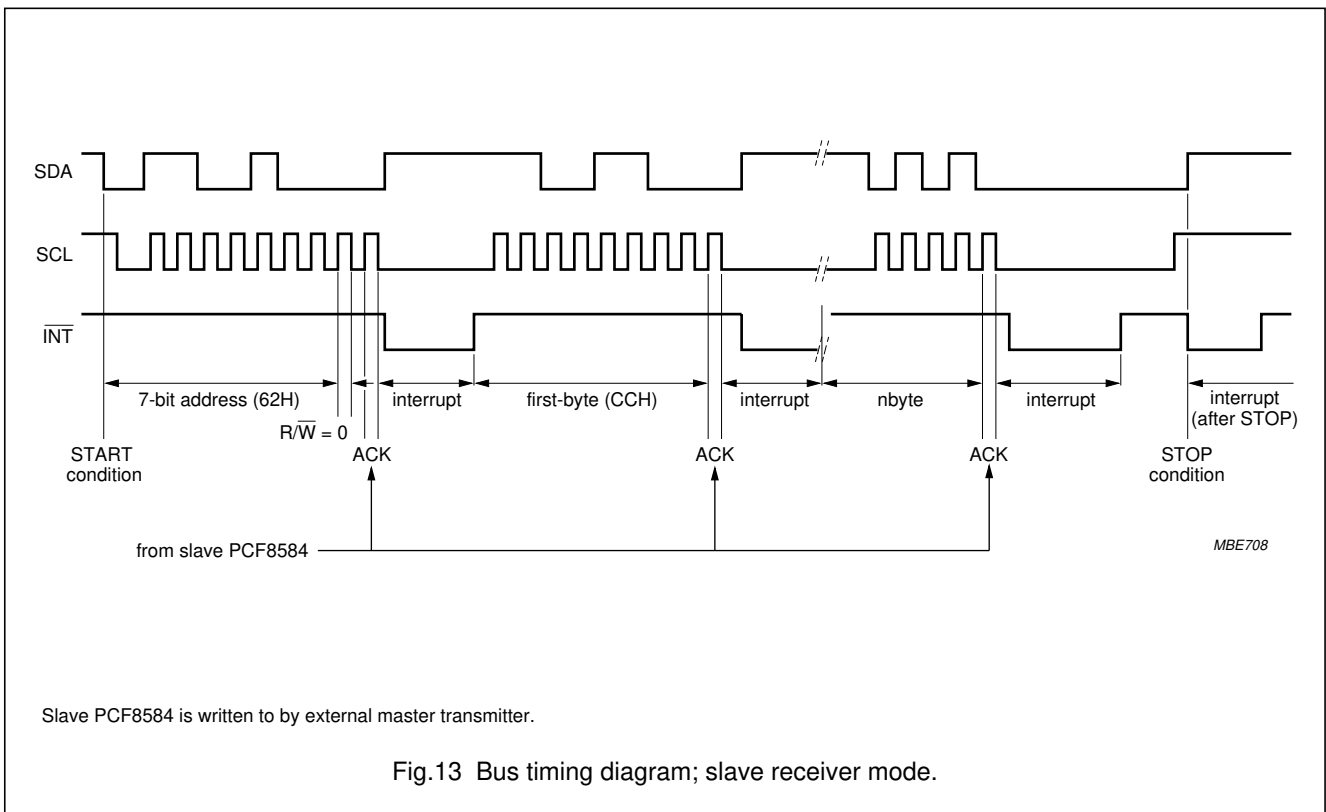 SDA
SCL
INT
7-bit address (62H)
interrupt
first-byte (CCH)
interrupt
nbyte
interrupt
interrupt
(after STOP)
R/W = 0
START
condition
ACK
ACK
ACK
STOP
condition
from slave PCF8584
MBE708
Slave PCF8584 is written to by external master transmitter.
Fig.13 Bus timing diagram; slave receiver mode.